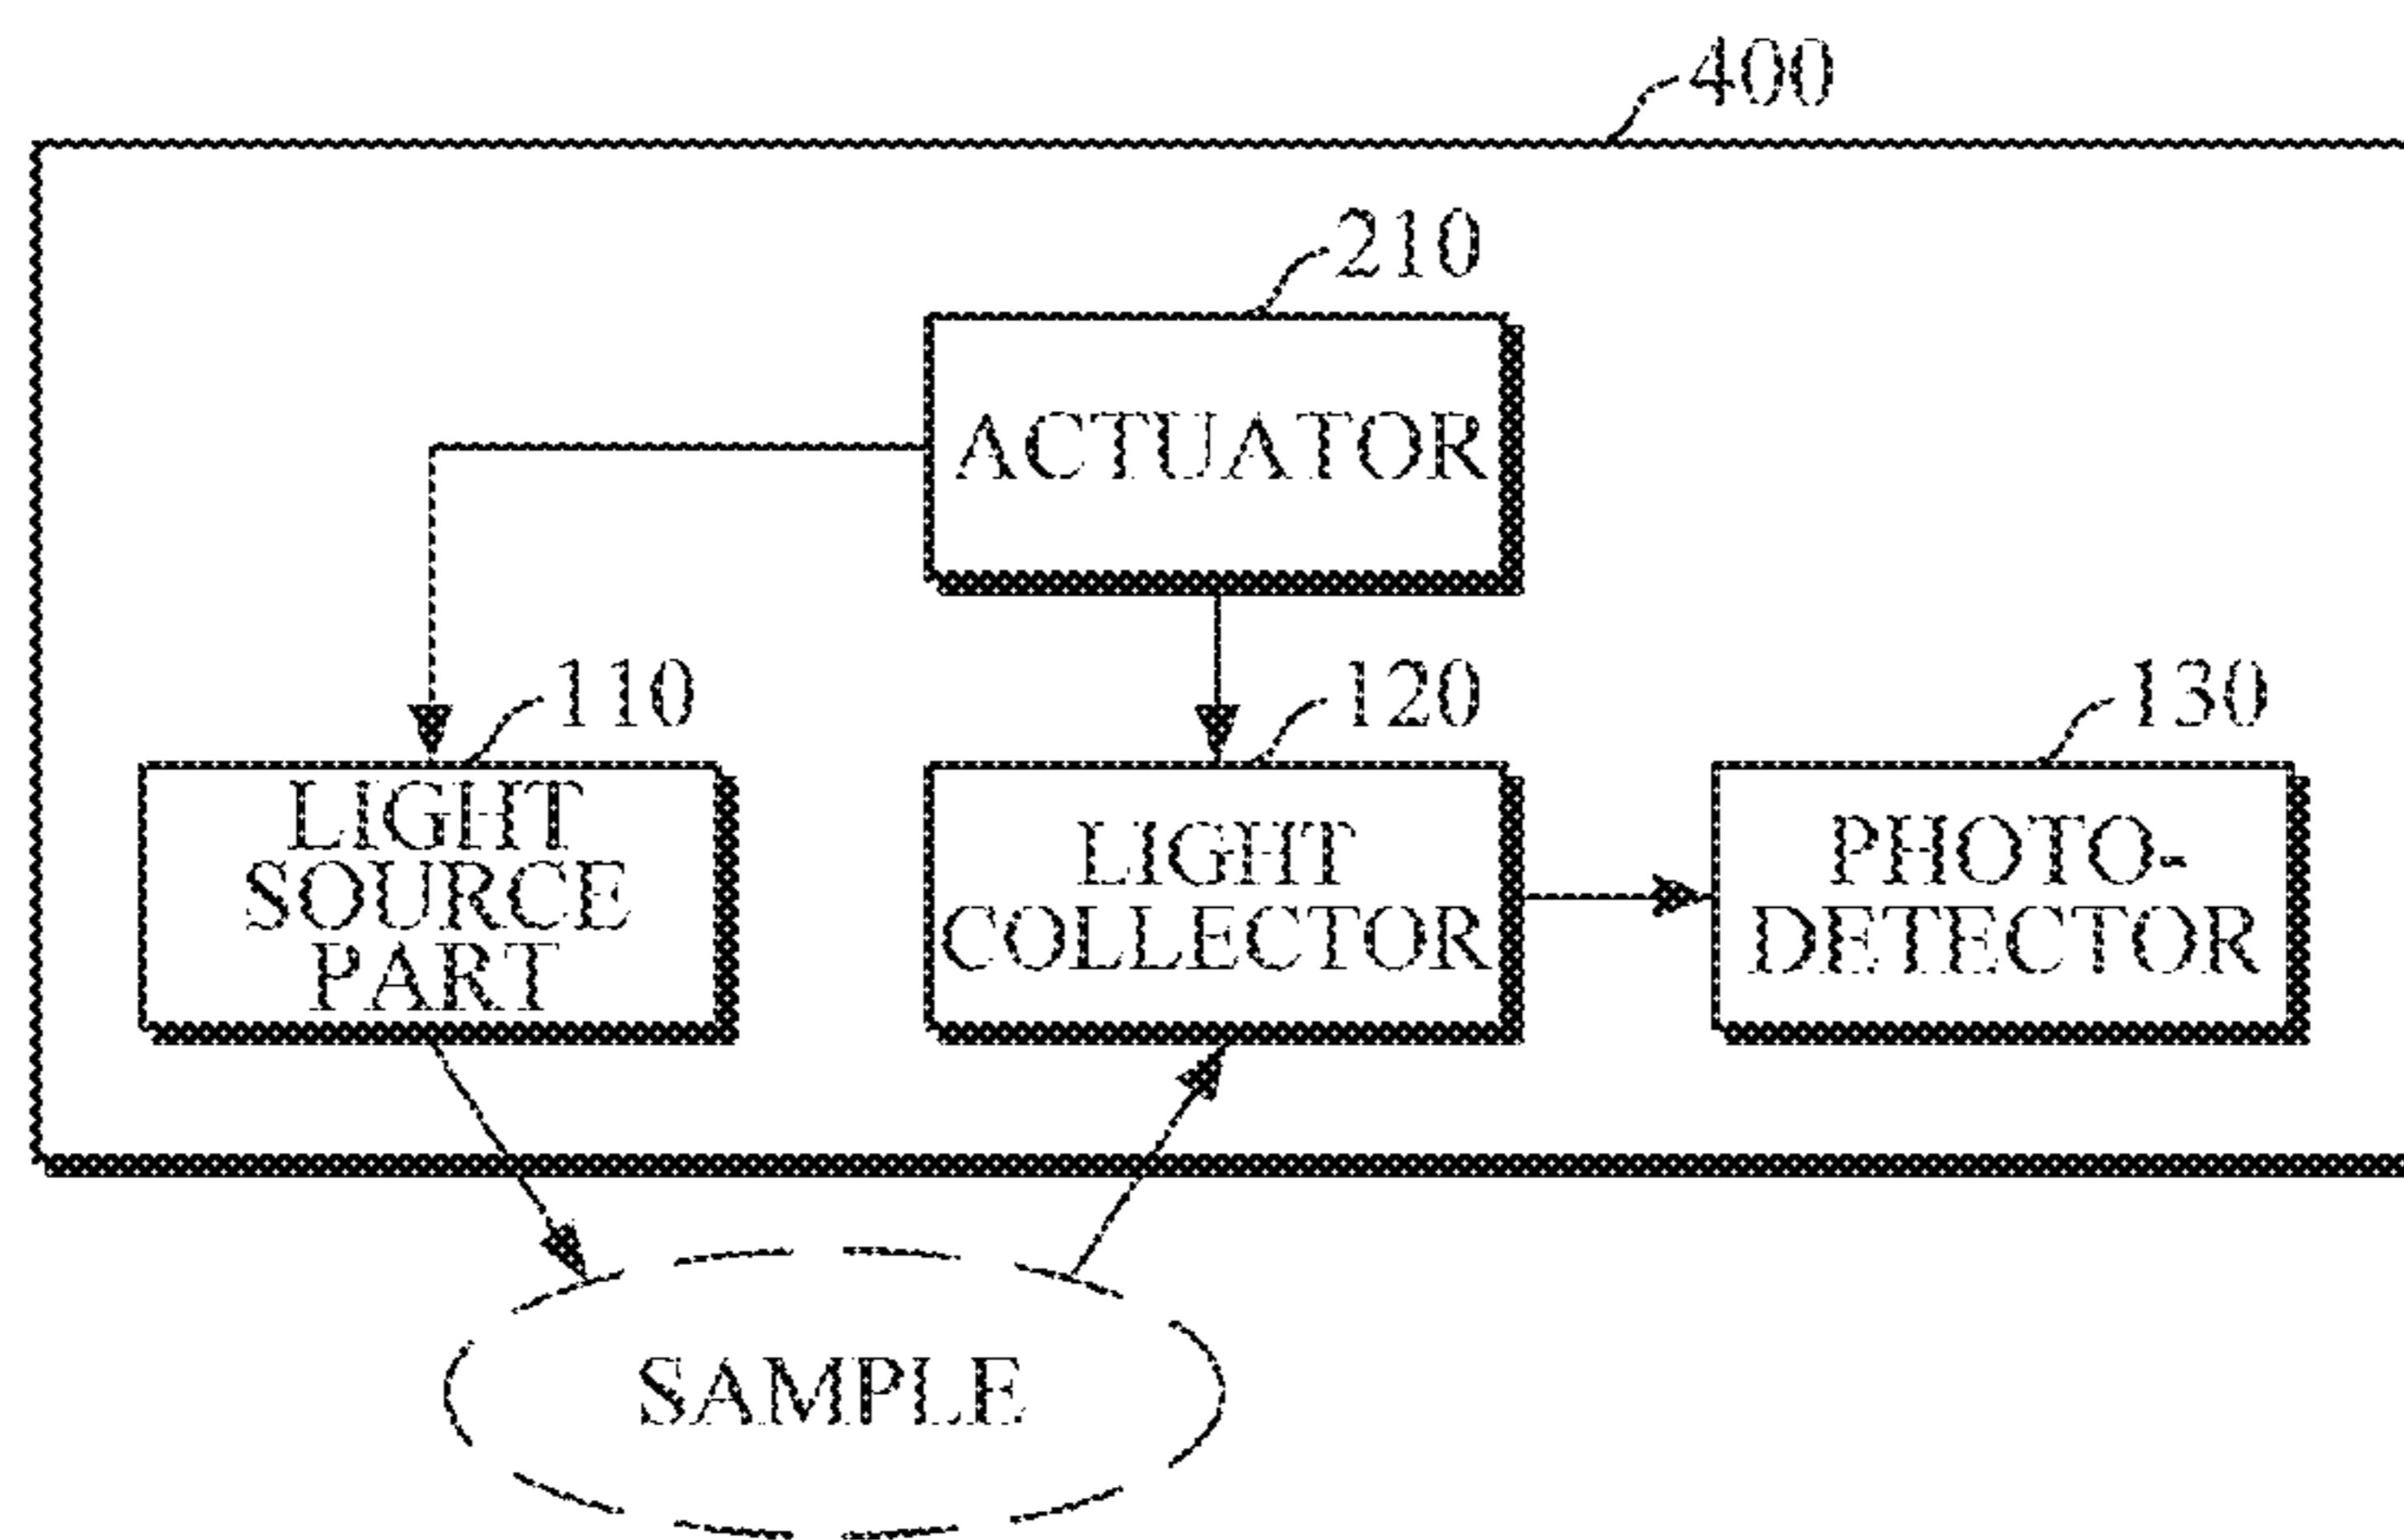 400
210
ACTUATOR
110
120
130
LIGHT
SOURCE
PART
LIGHT
COLLECTOR
PHOTO-
DETECTOR
SAMPLE